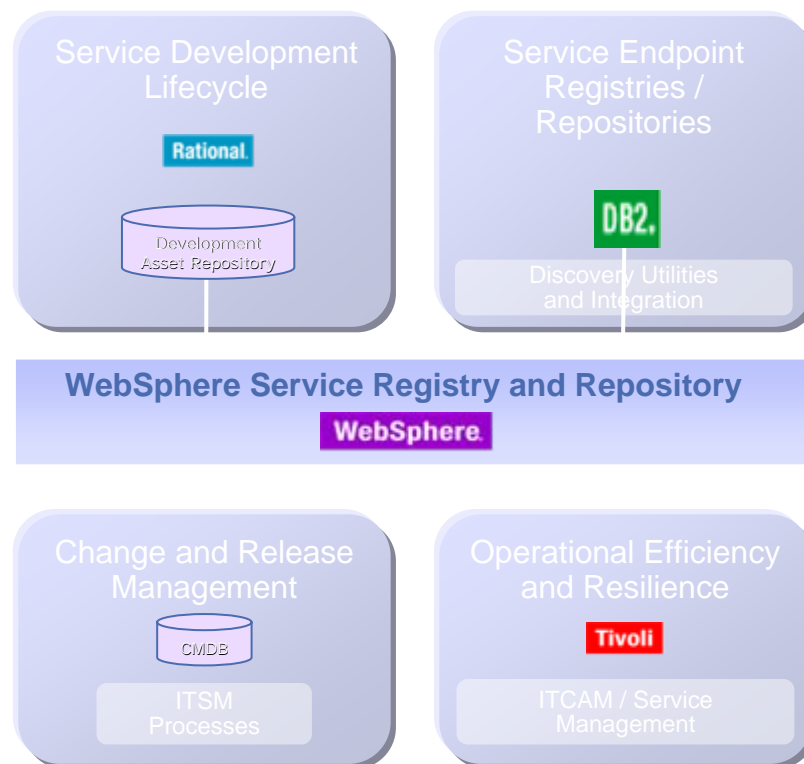 Service Development
Lifecycle
Rational.
Development
Asset Repository
Service Endpoint
Registries /
Repositories
DB2.
Discovery Utilities
and Integration
WebSphere Service Registry and Repository
WebSphere.
Change and Release
Management
CMDB
ITSM
Processes
Operational Efficiency
and Resilience
Tivoli
ITCAM / Service
Management